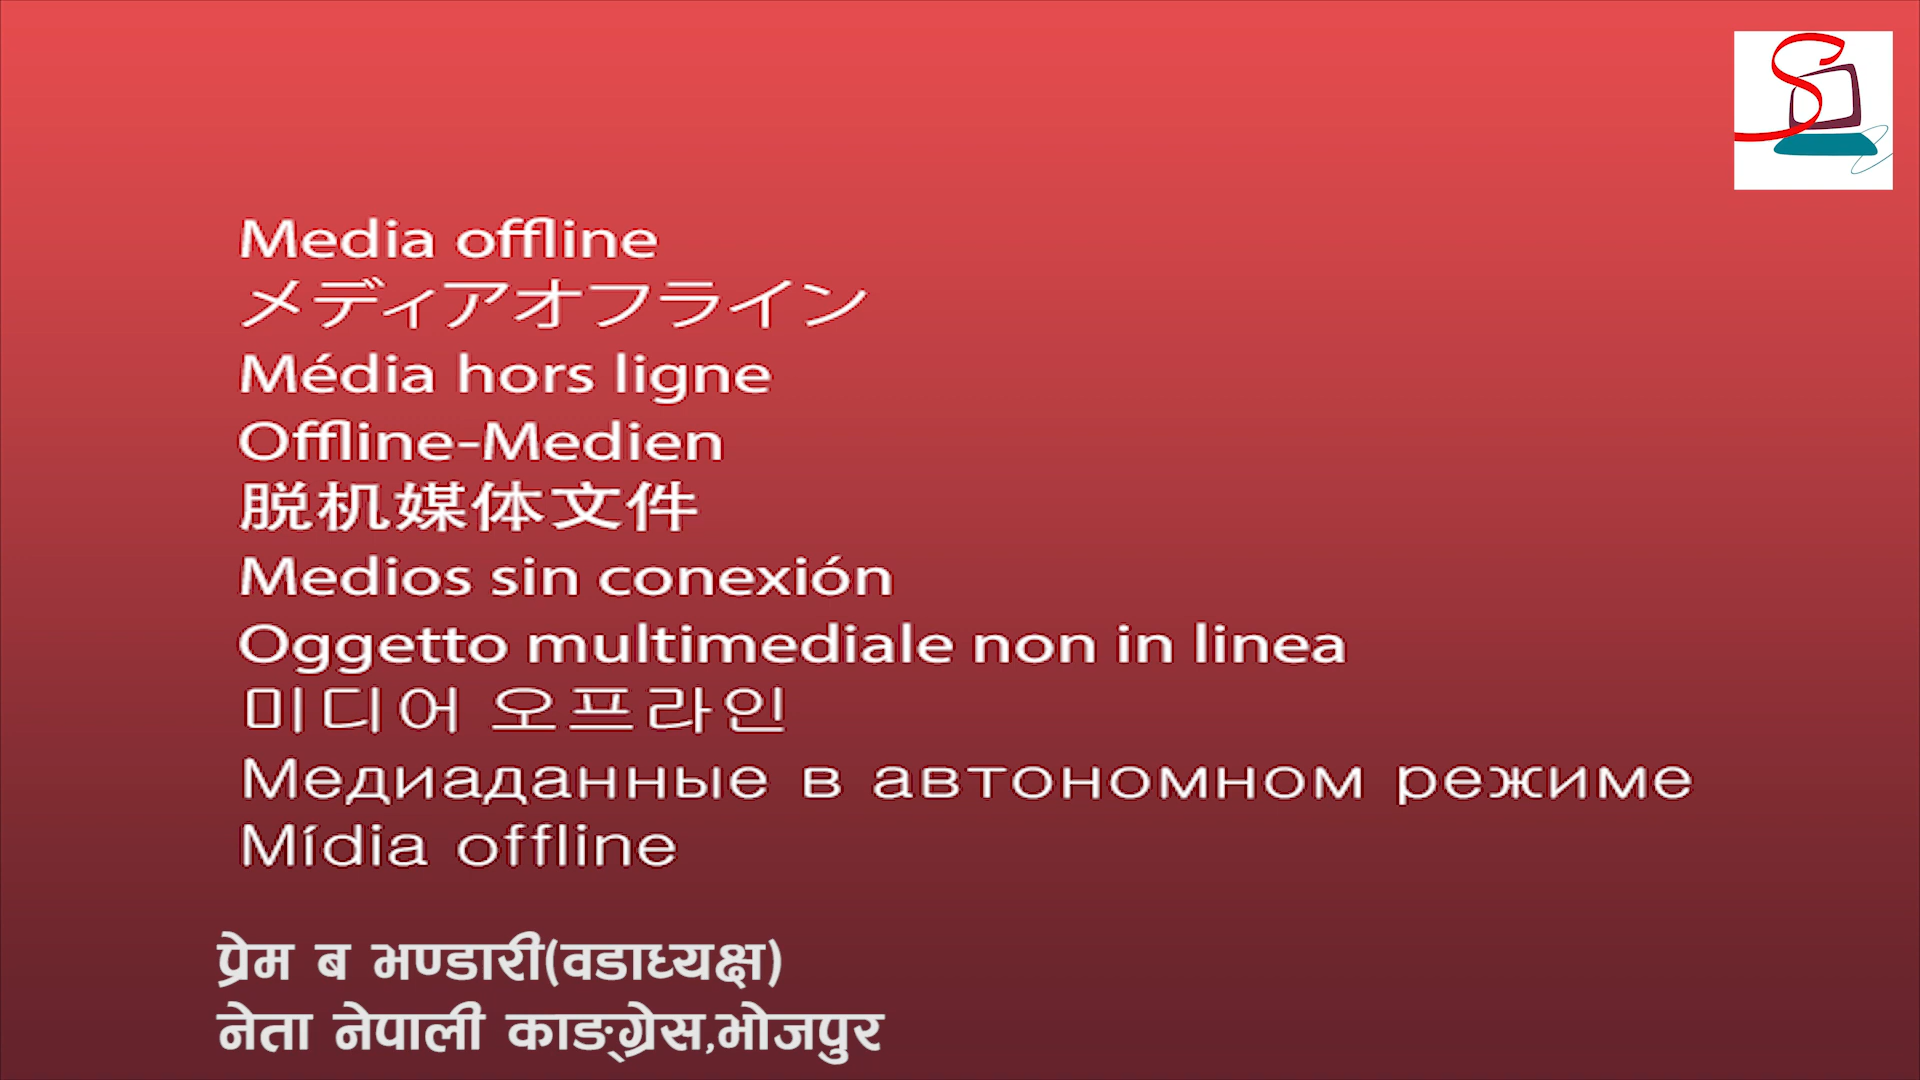 Media offline
メディアオフライン
Média hors ligne
Offline-Medien
脱机媒体文件
Medios sin conexión
Oggetto multimediale non in linea
미디어 오프라인
Медиаданные в автономном режиме
Mídia offline
प्रेम ब भण्डारी(वडाध्यक्ष)
नेता नेपाली काङ्ग्रेस,भोजपुर